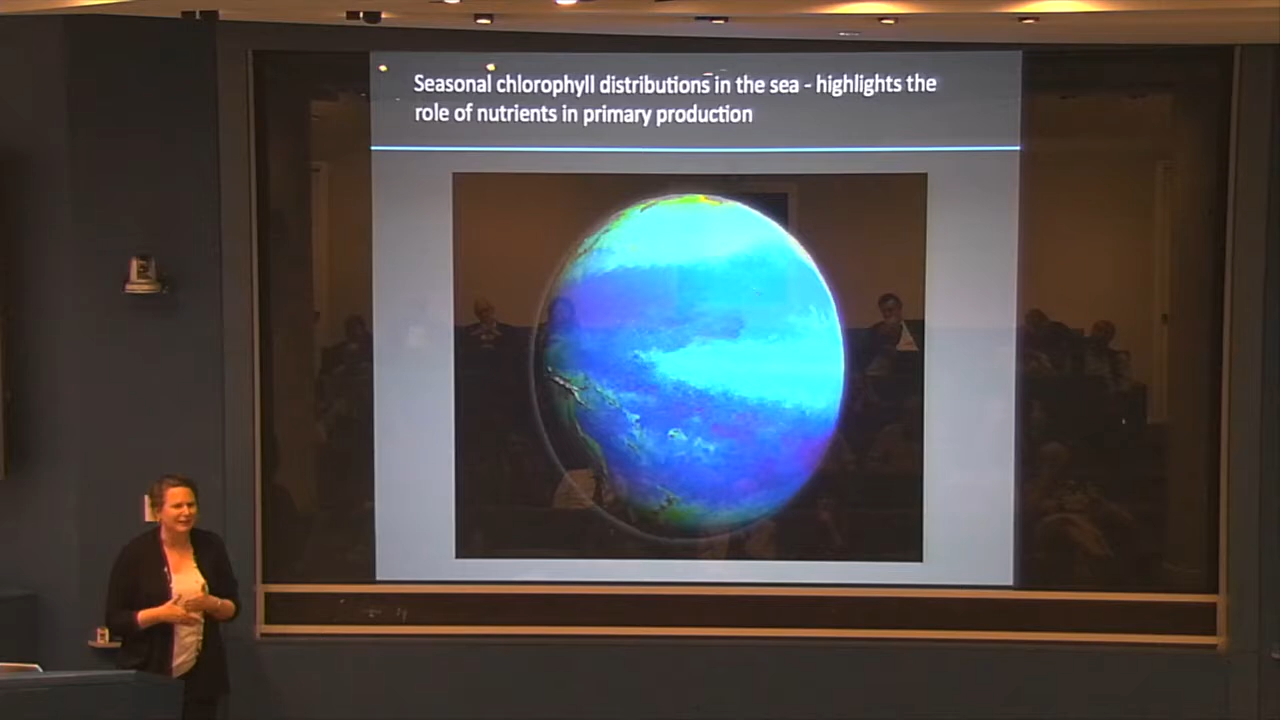 Seasonal chlorophyll distributions in the sea - highlights the
role of nutrients in primary production